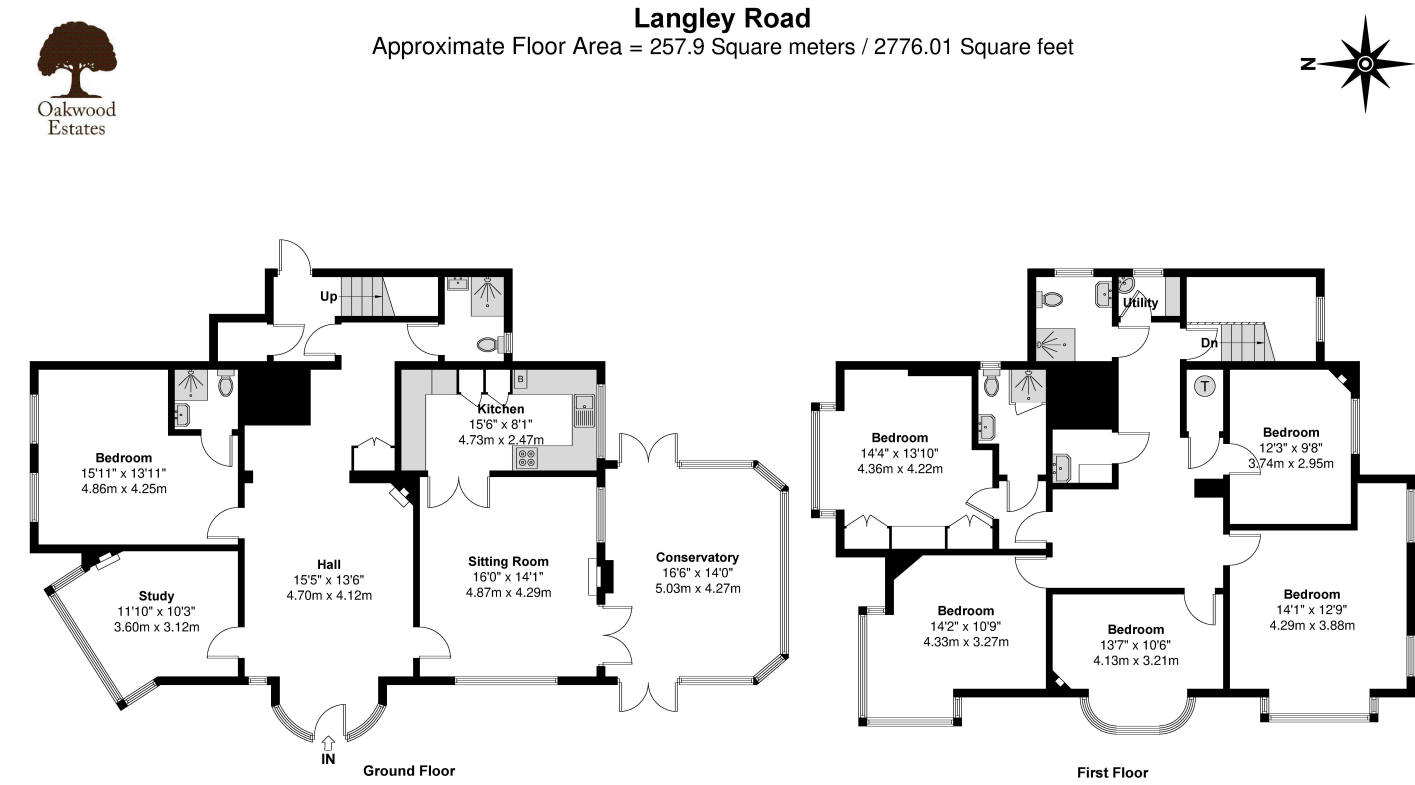 Langley Road
Approximate Floor Area = 257.9 Square meters / 2776.01 Square feet
Oakwood
Estates
N
Up
B
Kitchen
15'6" x 8'1"
4.73m x 2.47m
Bedroom
15'11" x 13'11"
4.86m x 4.25m
Hall
15'5" x 13'6"
4.70m x 4.12m
Sitting Room
16'0" x 14'1"
4.87m x 4.29m
Conservatory
16'6" x 14'0"
5.03m x 4.27m
Study
11'10" x 10'3"
3.60m x 3.12m
IN
Ground Floor
Utility
Dn
T
Bedroom
14'4" x 13'10"
4.36m x 4.22m
Bedroom
12'3" x 9'8"
3.74m x 2.95m
Bedroom
14'2" x 10'9"
4.33m x 3.27m
Bedroom
13'7" x 10'6"
4.13m x 3.21m
Bedroom
14'1" x 12'9"
4.29m x 3.88m
First Floor